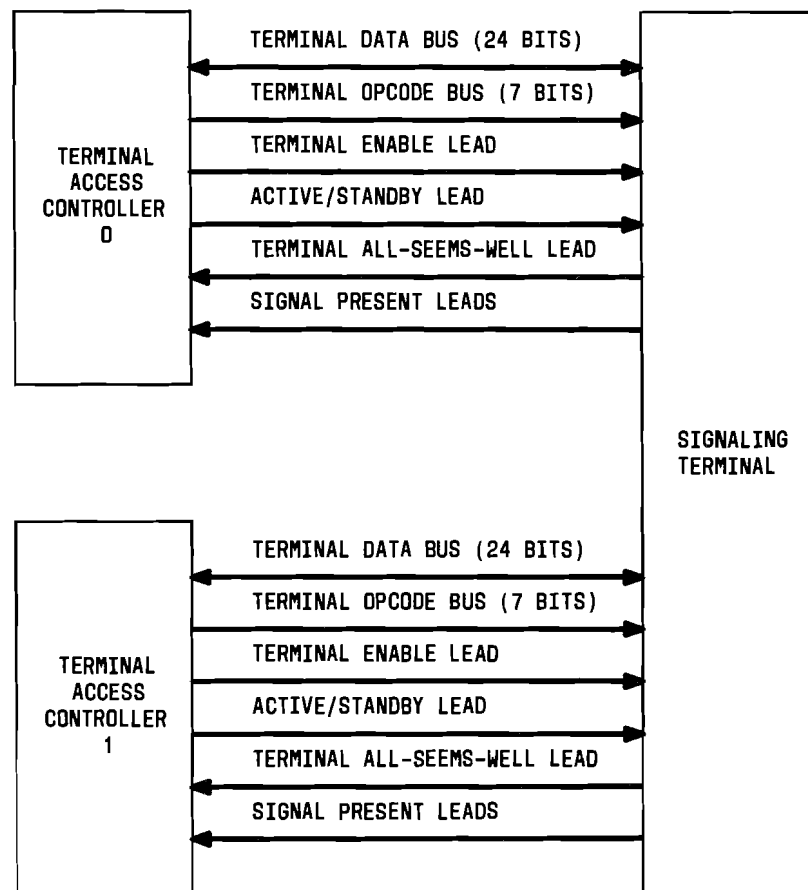 TERMINAL DATA BUS (24 BITS)
TERMINAL OPCODE BUS (7 BITS)
TERMINAL ENABLE LEAD
ACTIVE/STANDBY LEAD
TERMINAL ALL-SEEMS-WELL LEAD
SIGNAL PRESENT LEADS
TERMINAL
ACCESS
CONTROLLER
0
SIGNALING
TERMINAL
TERMINAL DATA BUS (24 BITS)
TERMINAL OPCODE BUS (7 BITS)
TERMINAL ENABLE LEAD
ACTIVE/STANDBY LEAD
TERMINAL ALL-SEEMS-WELL LEAD
SIGNAL PRESENT LEADS
TERMINAL
ACCESS
CONTROLLER
1